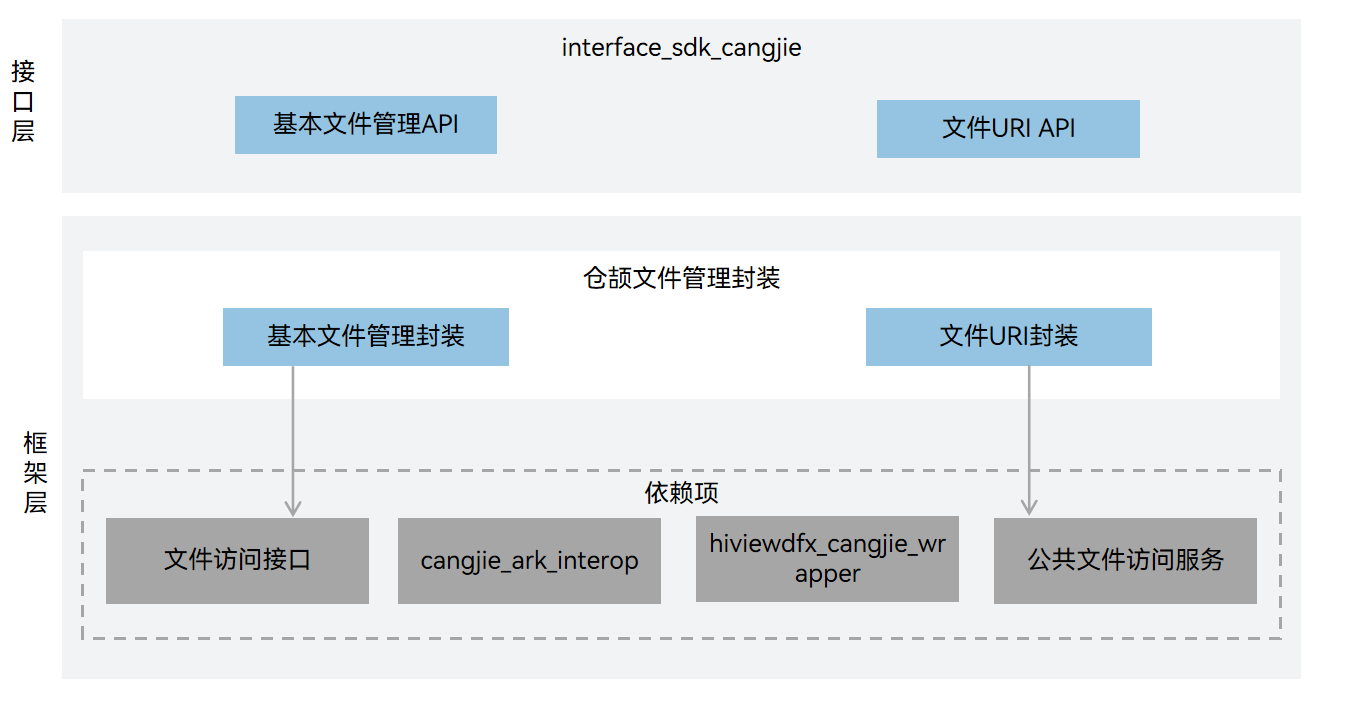 接口层
interface_sdk_cangjie
基本文件管理API
文件URI API
框架层
仓颉文件管理封装
基本文件管理封装
文件URI封装
依赖项
文件访问接口
cangjie_ark_interop
hiviewdfx_cangjie_wr
apper
公共文件访问服务